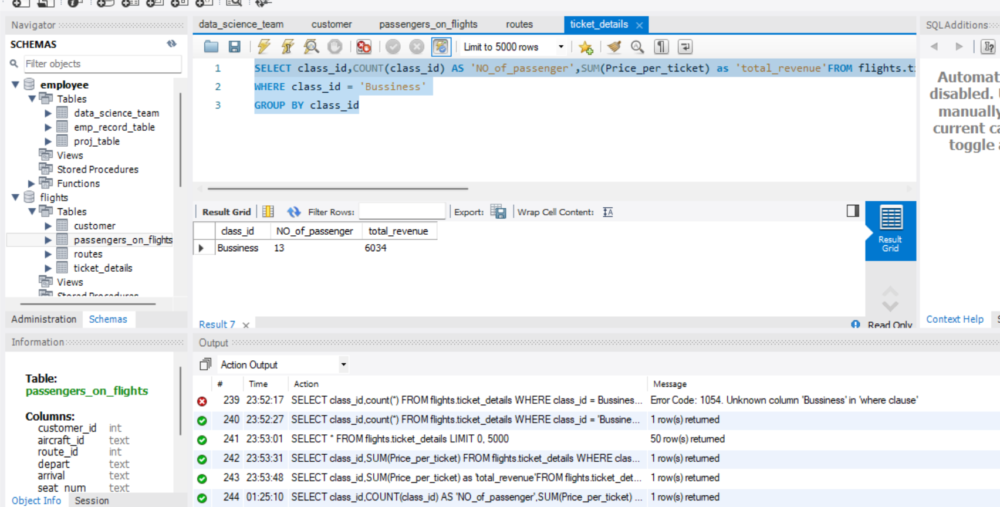 Navigator
SCHEMAS
Filter objects
employee
Tables
data_science_team
emp_record_table
proj_table
Views
Stored Procedures
Functions
flights
Tables
customer
passengers_on_flights
routes
ticket_details
Views
Stored Procedures
Administration Schemas
Information
Table:
passengers_on_flights
Columns:
customer_id int
aircraft_id text
route_id int
depart text
arrival text
seat_num text
Object Info Session
data_science_team customer passengers_on_flights routes ticket_details
Limit to 5000 rows
1 SELECT class_id,COUNT(class_id) AS 'NO_of_passenger',SUM(Price_per_ticket) as 'total_revenue'FROM flights.t
2 WHERE class_id = 'Bussiness'
3 GROUP BY class_id
Result Grid Filter Rows: Export: Wrap Cell Content:
class_id NO_of_passenger total_revenue
Bussiness 13 6034
Result
Grid
Result 7
Read Only
Output
Action Output
# Time Action Message
239 23:52:17 SELECT class_id,count(*) FROM flights.ticket_details WHERE class_id = Bussines... Error Code: 1054. Unknown column 'Bussiness' in 'where clause'
240 23:52:27 SELECT class_id,count(*) FROM flights.ticket_details WHERE class_id = 'Bussine... 1 row(s) returned
241 23:53:01 SELECT * FROM flights.ticket_details LIMIT 0, 5000 50 row(s) returned
242 23:53:31 SELECT class_id,SUM(Price_per_ticket) FROM flights.ticket_details WHERE clas... 1 row(s) returned
243 23:53:48 SELECT class_id,SUM(Price_per_ticket) as 'total_revenue'FROM flights.ticket_det... 1 row(s) returned
244 01:25:10 SELECT class_id,COUNT(class_id) AS 'NO_of_passenger',SUM(Price_per_ticket) ... 1 row(s) returned
SQLAdditions
Automat
disabled.
manually
current ca
toggle
Context Help